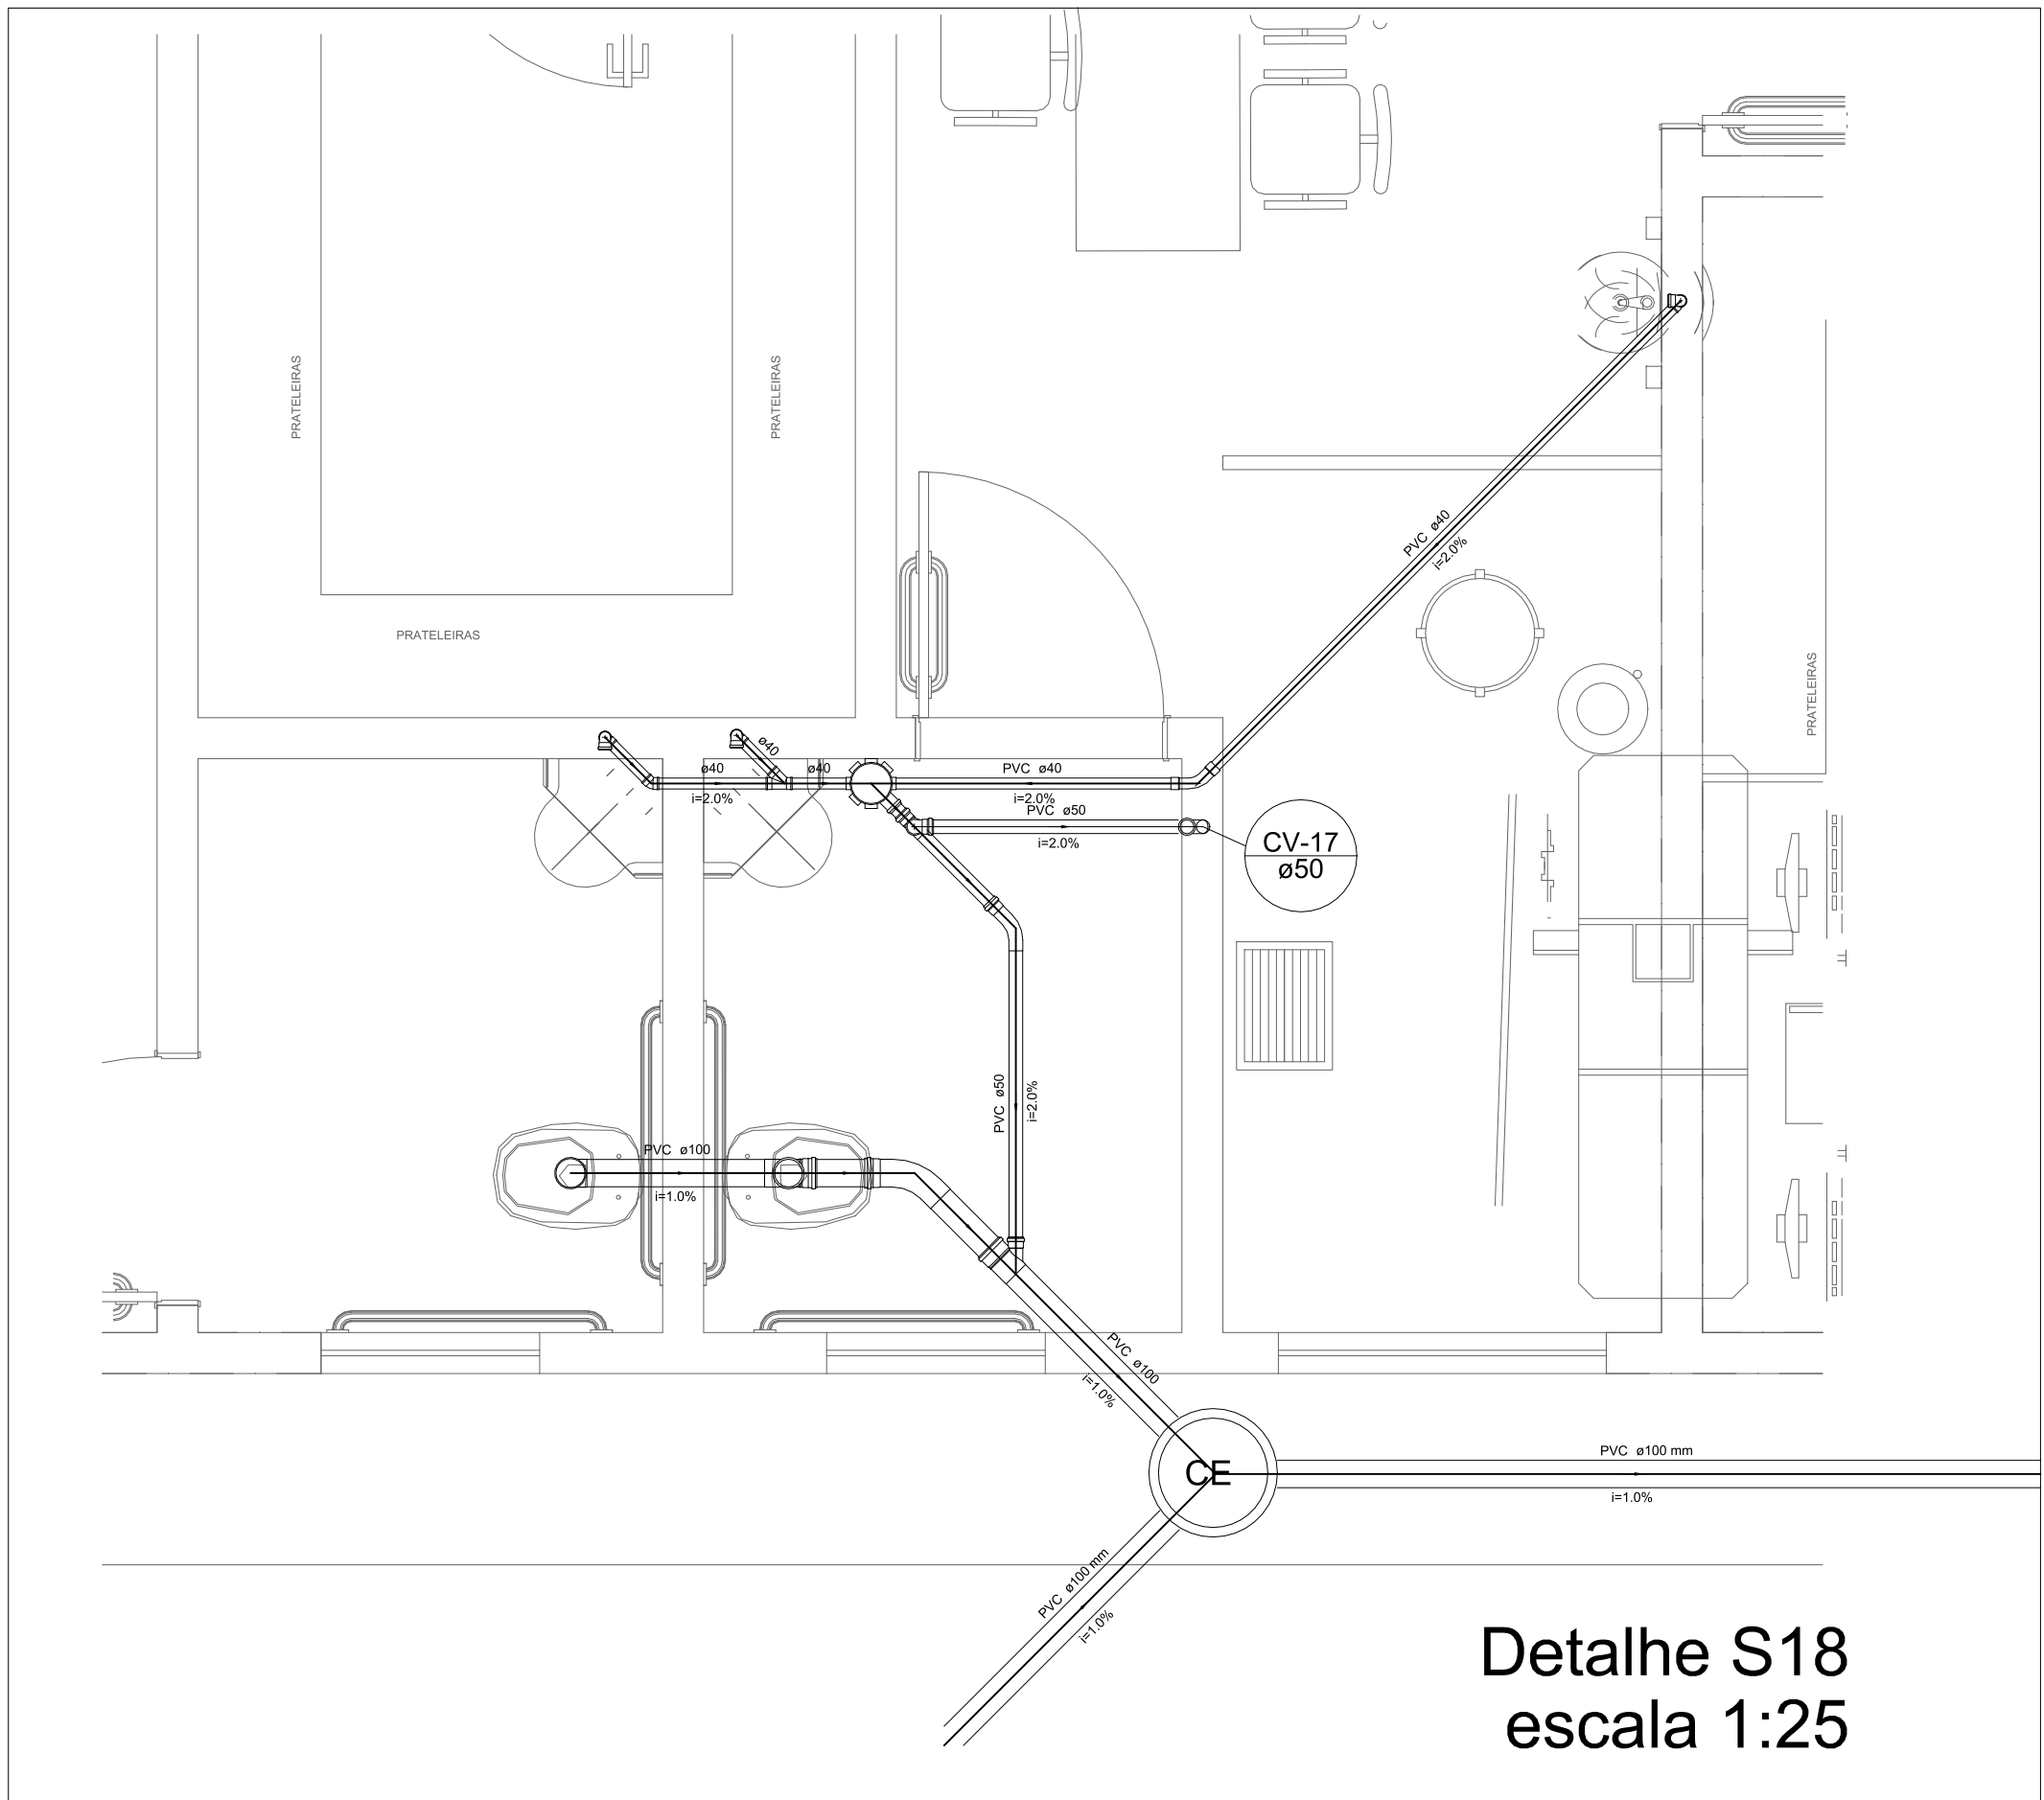 PRATELEIRAS
PRATELEIRAS
PVC ø40
i=2.0%
PRATELEIRAS
PRATELEIRAS
ø40
ø40
ø40
PVC ø40
i=2.0%
i=2.0%
PVC ø50
i=2.0%
CV-17
ø50
PVC ø50
i=2.0%
PVC ø100
i=1.0%
PVC ø100
i=1.0%
CE
PVC ø100 mm
i=1.0%
PVC ø100 mm
i=1.0%
Detalhe S18
escala 1:25